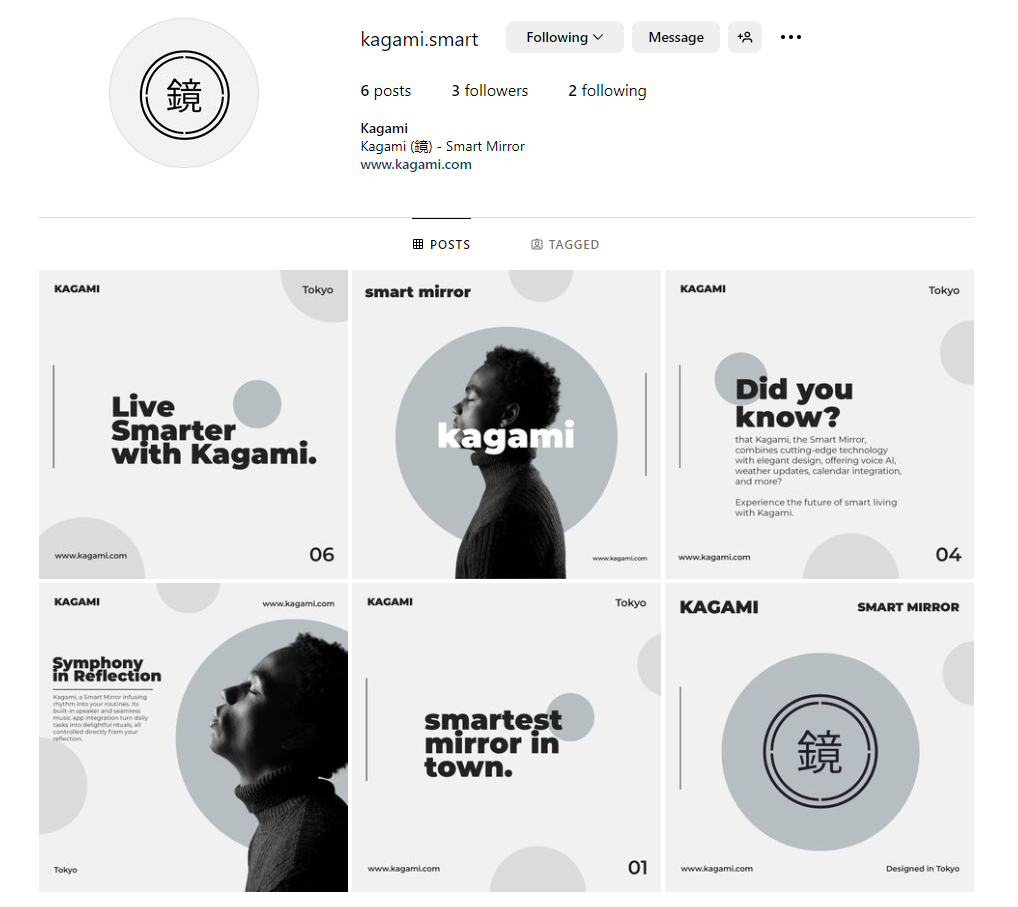 鏡
kagami.smart
Following
Message
6 posts
3 followers
2 following
Kagami
Kagami (鏡) - Smart Mirror
www.kagami.com
POSTS
TAGGED
KAGAMI
Tokyo
Live
Smarter
with Kagami.
www.kagami.com
06
smart mirror
kagami
www.kagami.com
KAGAMI
Tokyo
Did you
know?
that Kagami, the Smart Mirror,
combines cutting-edge technology
with elegant design, offering voice AI,
weather updates, calendar integration,
and more?
Experience the future of smart living
with Kagami.
www.kagami.com
04
KAGAMI
www.kagami.com
Symphony
in Reflection
Kagami, a Smart Mirror infusing
rhythm into your routines. Its
built-in speaker and seamless
music app integration turn daily
tasks into delightful rituals, all
controlled directly from your
reflection.
Tokyo
KAGAMI
Tokyo
smartest
mirror in
town.
www.kagami.com
01
KAGAMI
SMART MIRROR
鏡
www.kagami.com
Designed in Tokyo